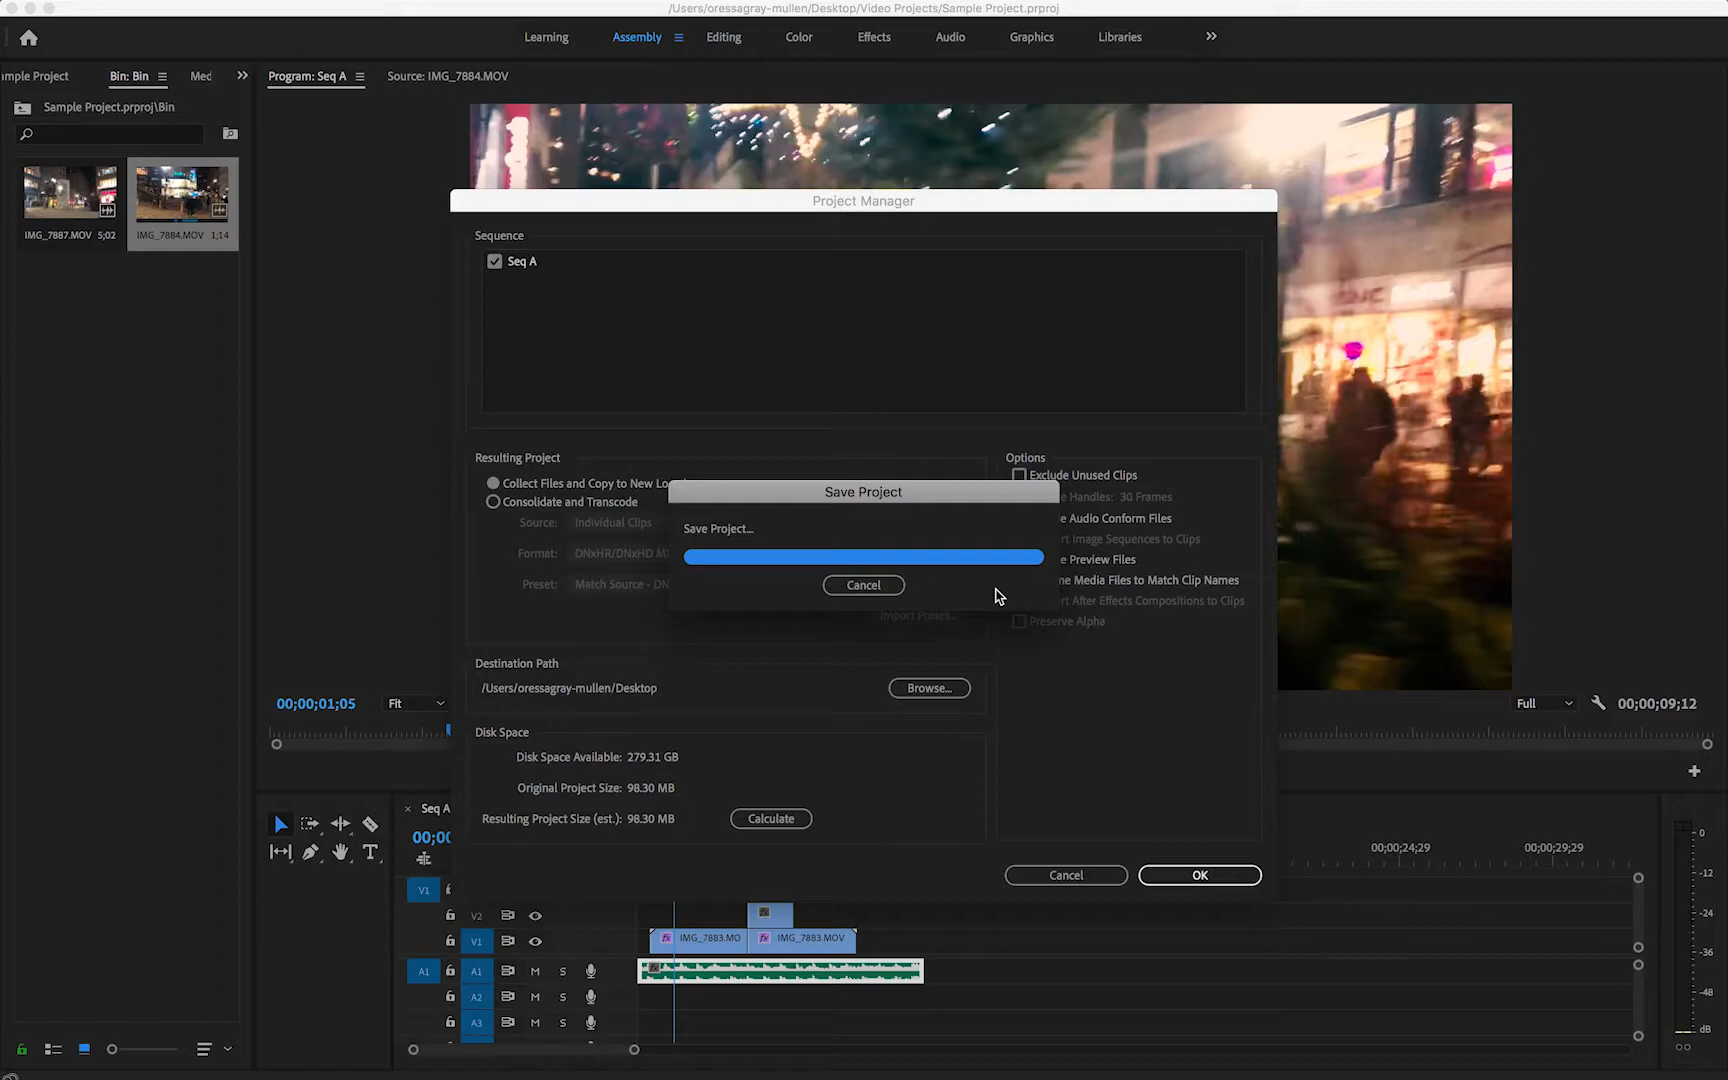 /Users/oressagray-mullen/Desktop/Video Projects/Sample Project.prproj
Learning
Assembly
Editing
Color
Effects
Audio
Graphics
Libraries
mple Project
Bin: Bin
Med
Program: Seq A
Source: IMG_7884.MOV
Sample Project.prproj\Bin
IMG_7887.MOV 5;02
IMG_7884.MOV 1;14
Project Manager
Sequence
Seq A
Resulting Project
Collect Files and Copy to New Lo
Consolidate and Transcode
Source: Individual Clips
Format: DNxHR/DNxHD M
Preset: Match Source - DN
Import Preset...
Options
Exclude Unused Clips
e Handles: 30 Frames
e Audio Conform Files
rt Image Sequences to Clips
e Preview Files
me Media Files to Match Clip Names
rt After Effects Compositions to Clips
Preserve Alpha
Save Project
Save Project...
Cancel
Destination Path
/Users/oressagray-mullen/Desktop
Browse...
Disk Space
Disk Space Available: 279.31 GB
Original Project Size: 98.30 MB
Resulting Project Size (est.): 98.30 MB
Calculate
Cancel
OK
00;00;01;05
Fit
Full
00;00;09;12
Seq A
00;00
00;00;24;29
00;00;29;29
V1
V2
V1
fx IMG_7883.MO
fx IMG_7883.MOV
A1
A1
M
S
A2
M
S
A3
M
S
T
0
-12
-24
-36
-48
dB